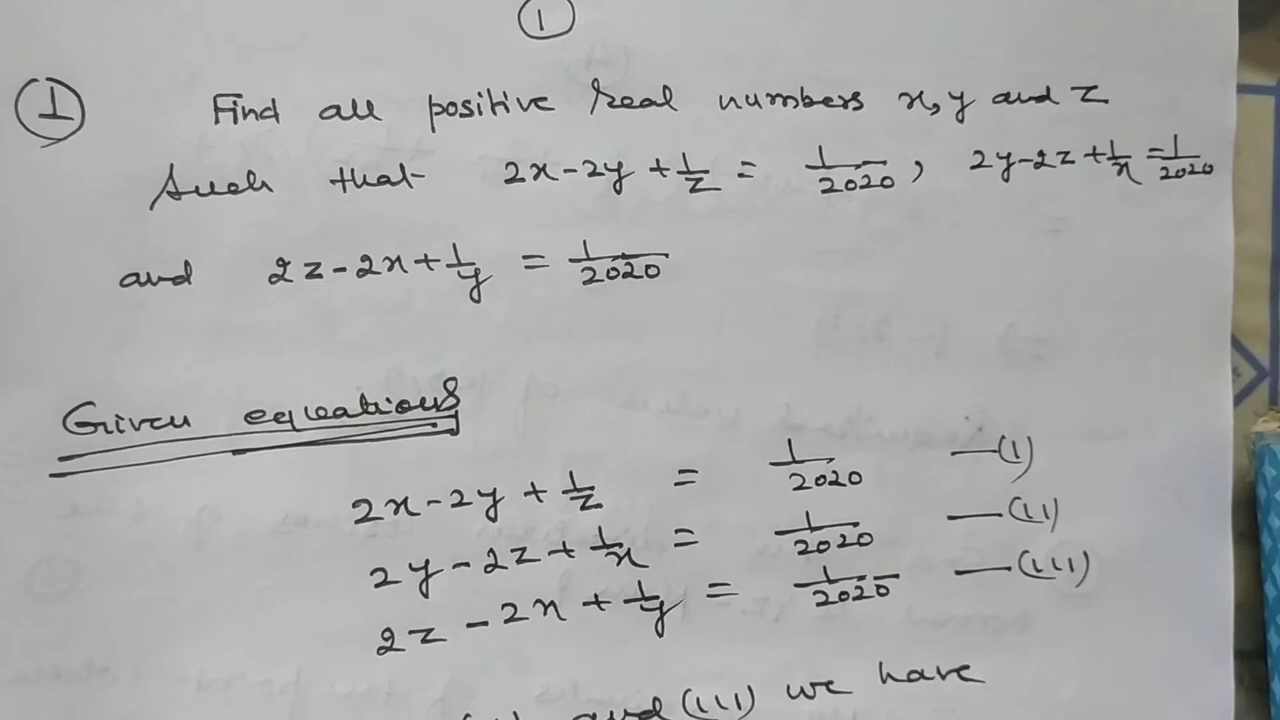 1
1 Find all positive real numbers x, y and z
such that 2x-2y+1/z = 1/2020, 2y-2z+1/x=1/2020
and 2z-2x+1/y = 1/2020
Given equations
2x-2y+1/z = 1/2020 —(I)
2y-2z+1/x = 1/2020 —(II)
2z-2x+1/y = 1/2020 —(III)
and (III) we have